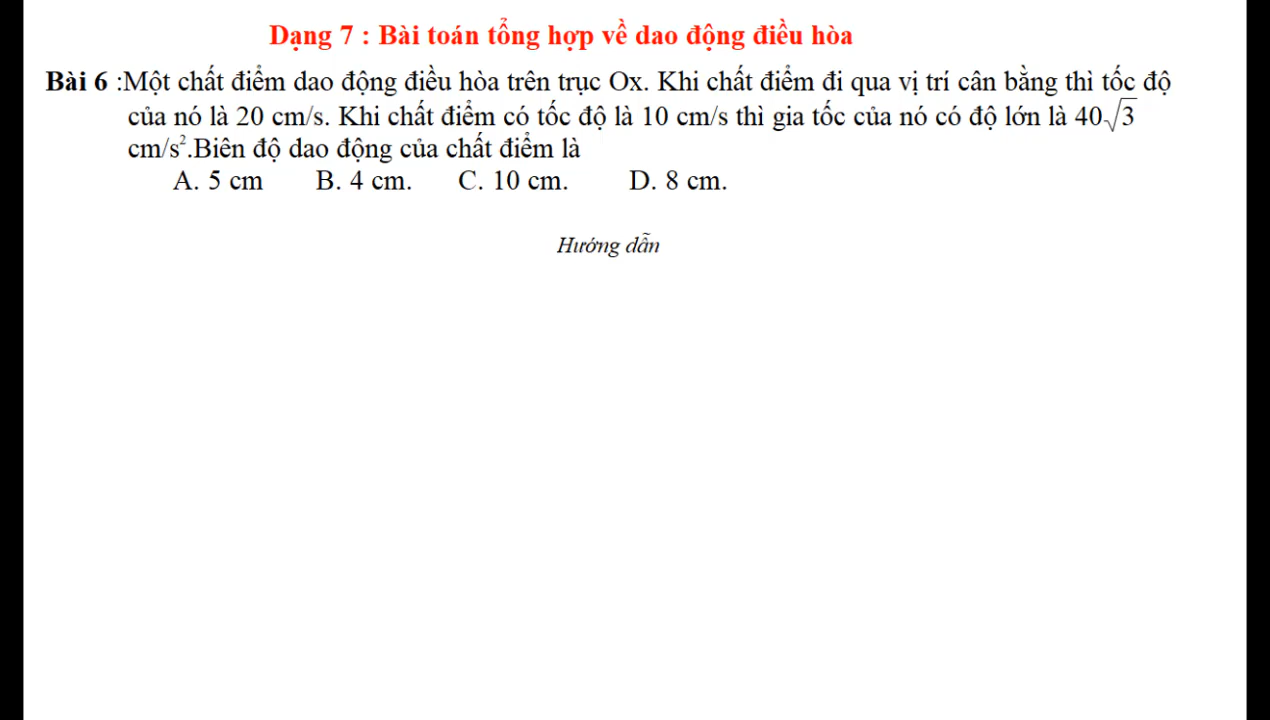 Dạng 7 : Bài toán tổng hợp về dao động điều hòa
Bài 6 :Một chất điểm dao động điều hòa trên trục Ox. Khi chất điểm đi qua vị trí cân bằng thì tốc độ
của nó là 20 cm/s. Khi chất điểm có tốc độ là 10 cm/s thì gia tốc của nó có độ lớn là 40√3
cm/s².Biên độ dao động của chất điểm là
A. 5 cm B. 4 cm. C. 10 cm. D. 8 cm.
Hướng dẫn